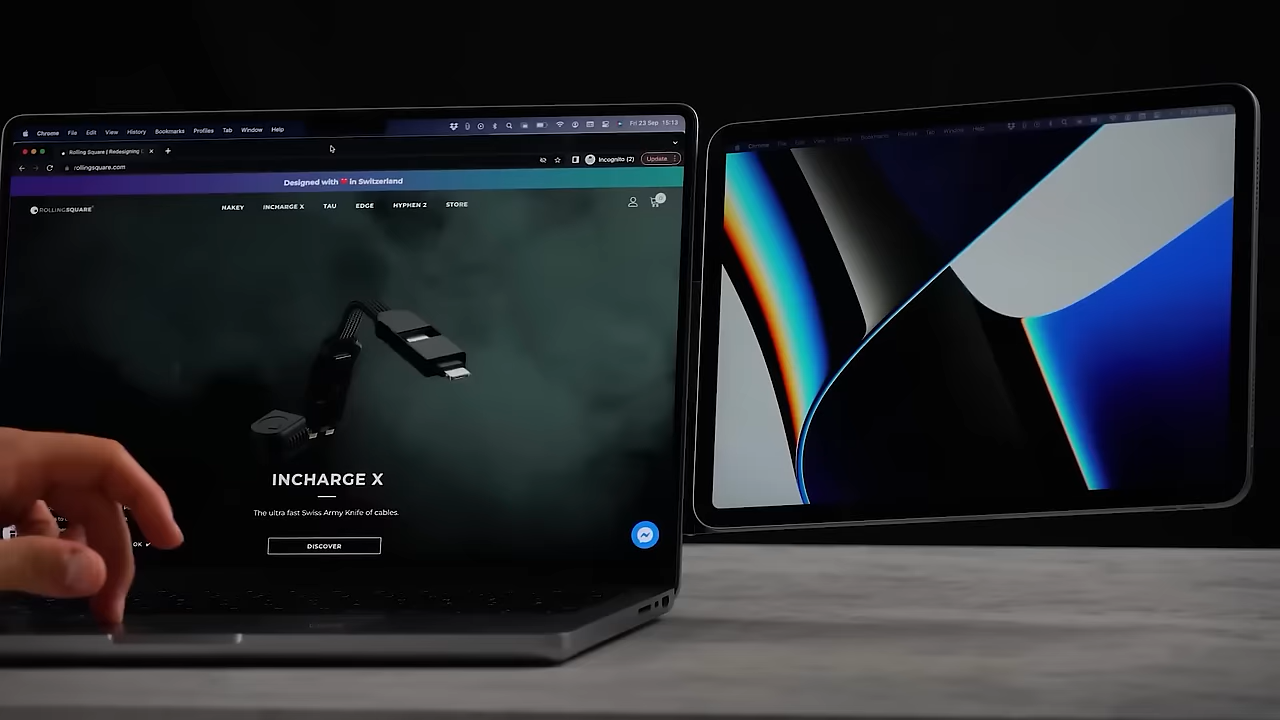 Chrome File Edit View History Bookmarks Profiles Tab Window Help Fri 23 Sep 15:13
Rolling Square | Redesigning
rollingsquare.com Incognito (2) Update
Designed with ❤ in Switzerland
ROLLINGSQUARE HAKEY INCHARGE X TAU EDGE HYPHEN 2 STORE 0
INCHARGE X
The ultra fast Swiss Army Knife of cables.
OK ✓
DISCOVER